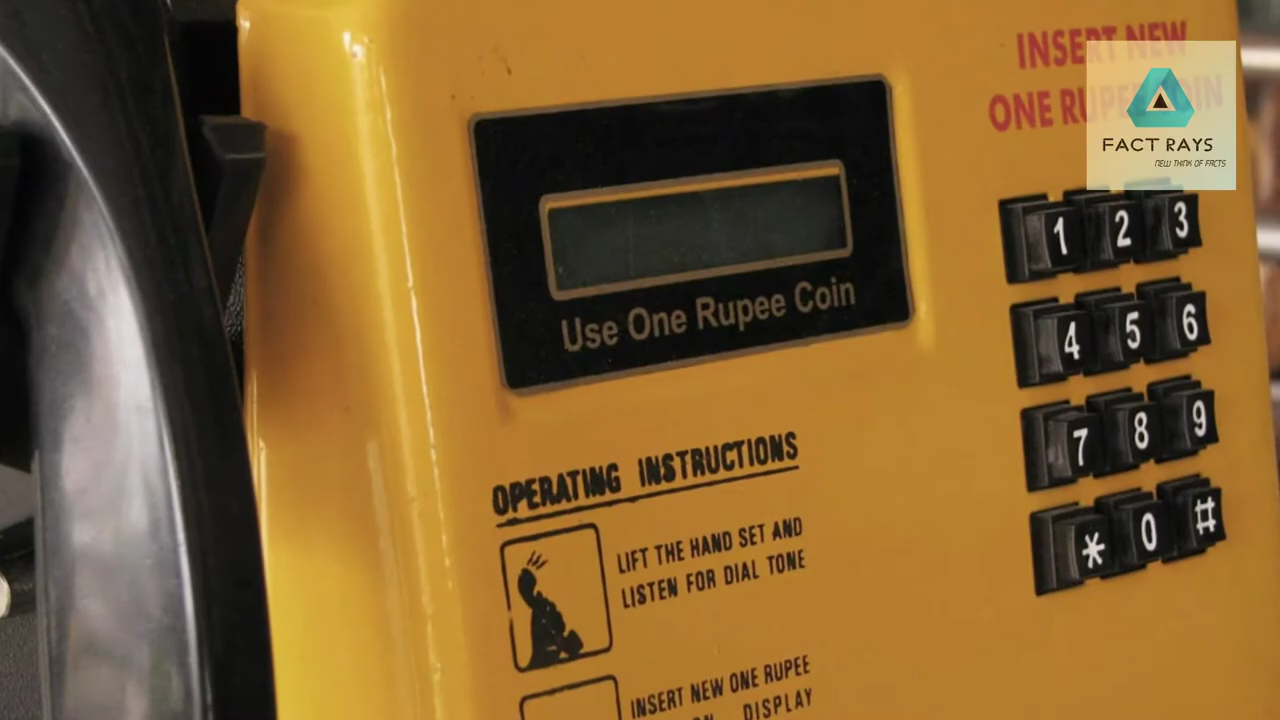 INSERT NEW
ONE RUPEE COIN
FACT RAYS
NEW THINK OF FACTS
Use One Rupee Coin
1 2 3
4 5 6
7 8 9
* 0 #
OPERATING INSTRUCTIONS
LIFT THE HAND SET AND
LISTEN FOR DIAL TONE
INSERT NEW ONE RUPEE
DISPLAY